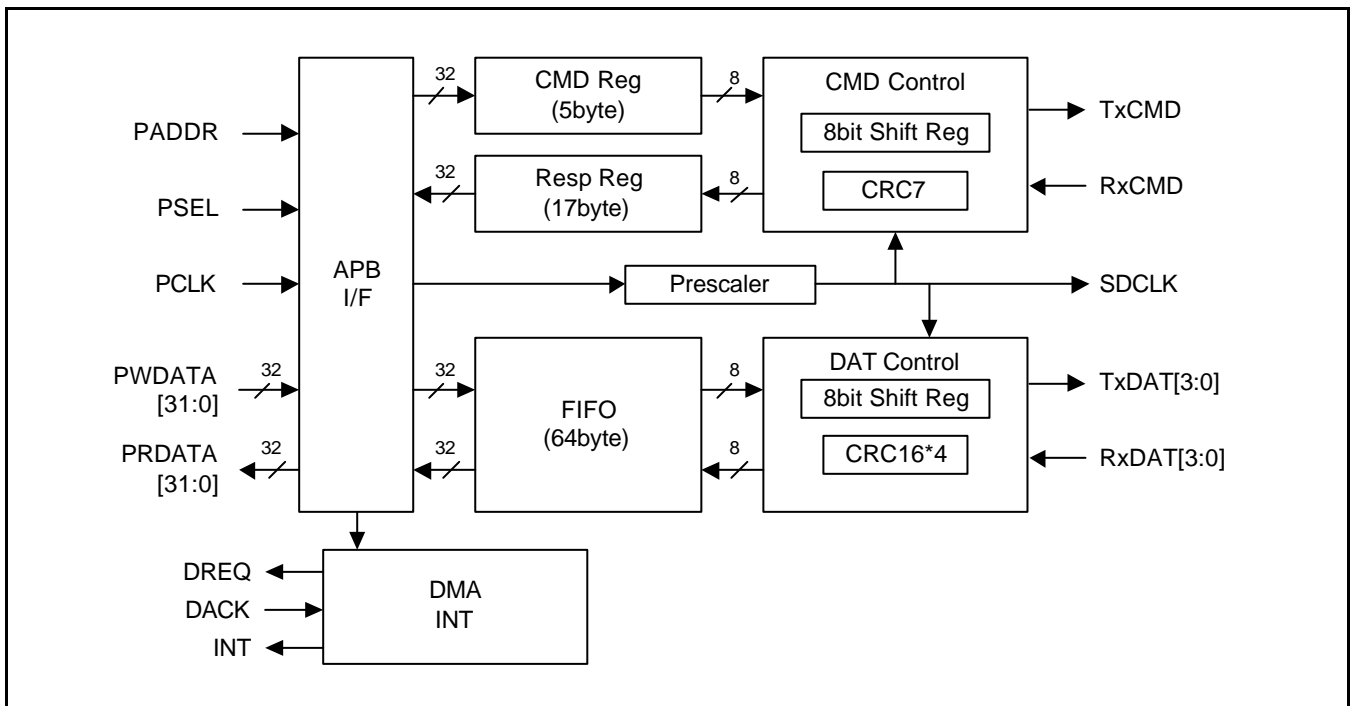 PADDR
PSEL
PCLK
PWDATA
[31:0]
32
PRDATA
[31:0]
32
APB
I/F
32
CMD Reg
(5byte)
8
32
Resp Reg
(17byte)
8
CMD Control
8bit Shift Reg
CRC7
TxCMD
RxCMD
Prescaler
SDCLK
32
32
FIFO
(64byte)
8
8
DAT Control
8bit Shift Reg
CRC16*4
TxDAT[3:0]
RxDAT[3:0]
DREQ
DACK
INT
DMA
INT